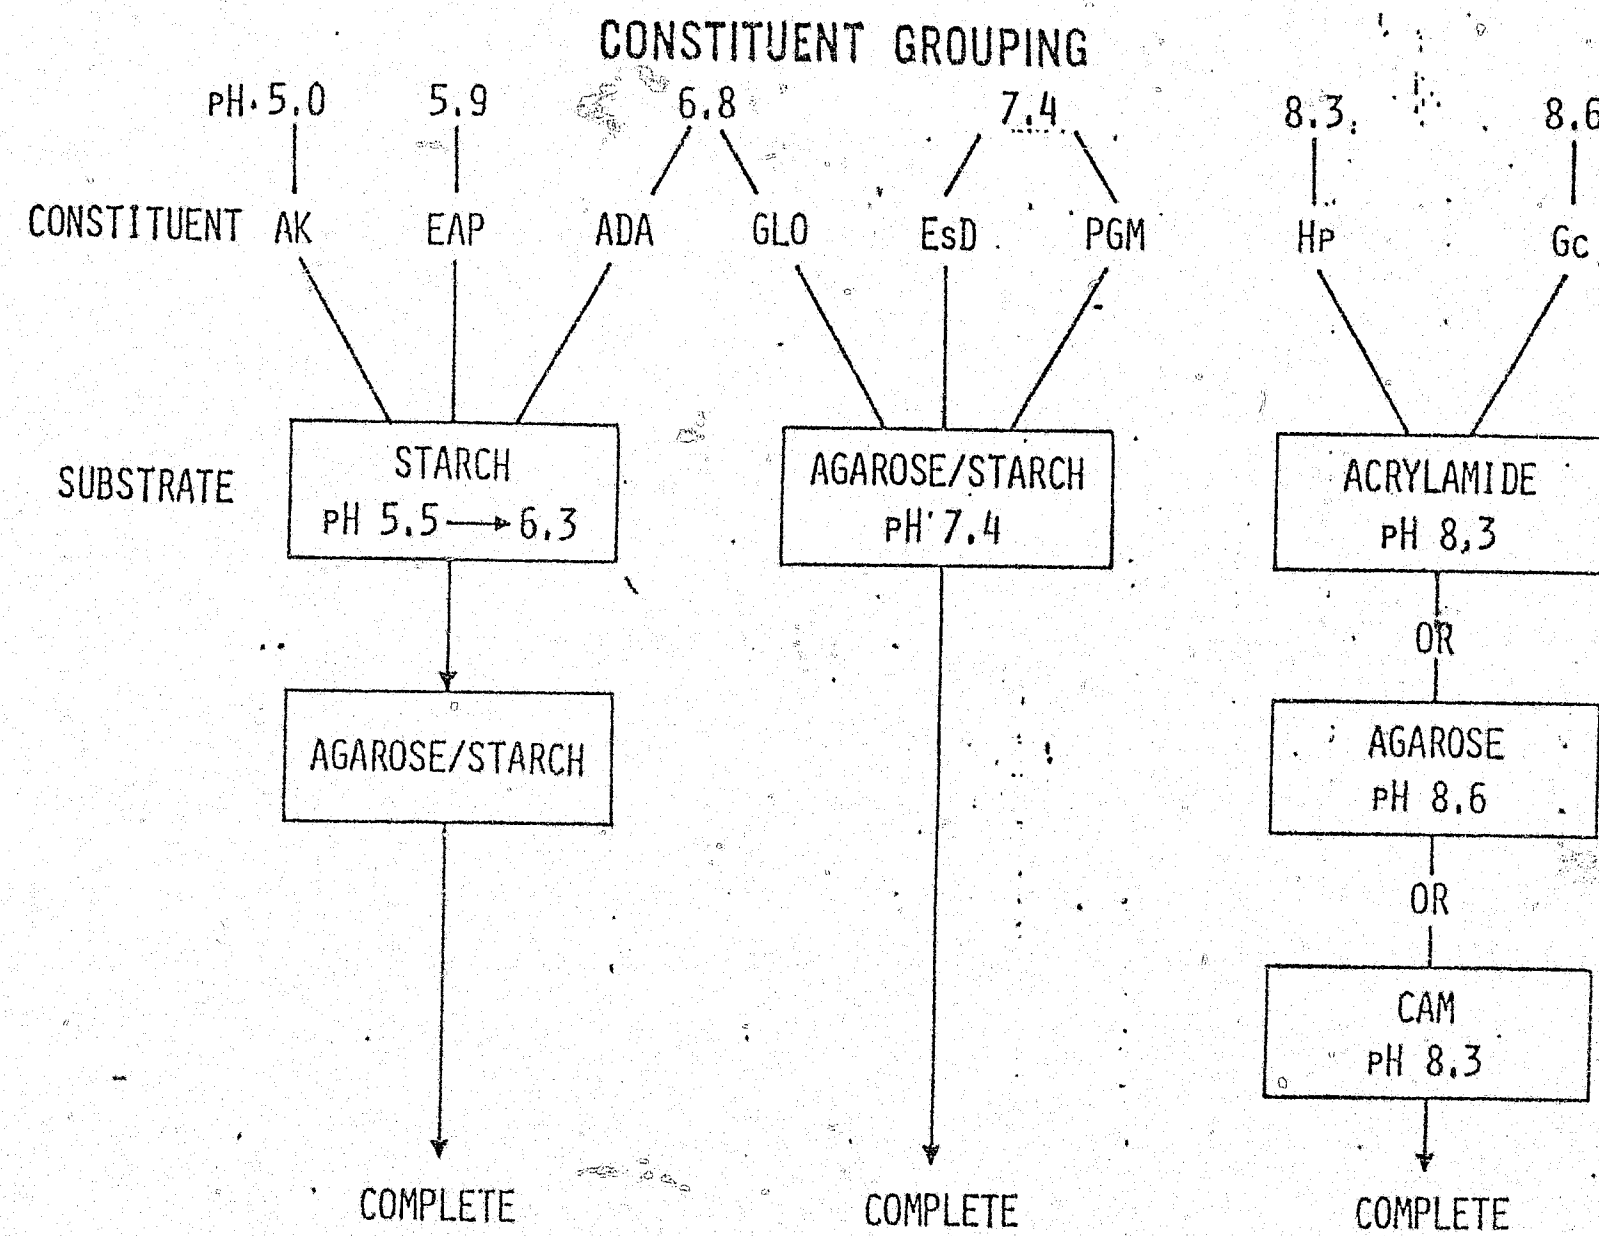 CONSTITUENT GROUPING
pH 5.0 5.9 6.8 7.4 8.3 8.6
CONSTITUENT AK EAP ADA GLO EsD PGM Hp Gc
SUBSTRATE
STARCH
pH 5.5 → 6.3
AGAROSE/STARCH
COMPLETE
AGAROSE/STARCH
pH 7.4
COMPLETE
ACRYLAMIDE
pH 8,3
OR
AGAROSE
pH 8.6
OR
CAM
pH 8.3
COMPLETE